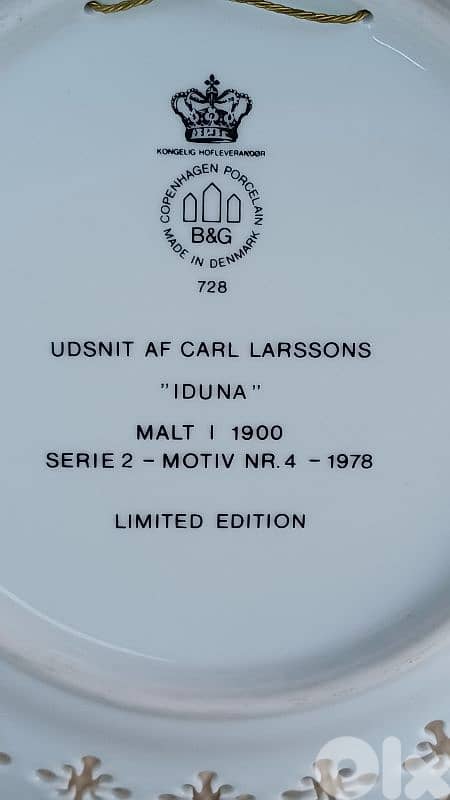 KONGELIG HOFLEVERANDØR
COPENHAGEN PORCELAIN
B&G
MADE IN DENMARK
728
UDSNIT AF CARL LARSSONS
"IDUNA"
MALT I 1900
SERIE 2 - MOTIV NR. 4 - 1978
LIMITED EDITION
olx